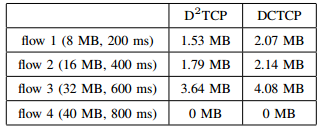 D²TCP DCTCP
flow 1 (8 MB, 200 ms) 1.53 MB 2.07 MB
flow 2 (16 MB, 400 ms) 1.79 MB 2.14 MB
flow 3 (32 MB, 600 ms) 3.64 MB 4.08 MB
flow 4 (40 MB, 800 ms) 0 MB 0 MB